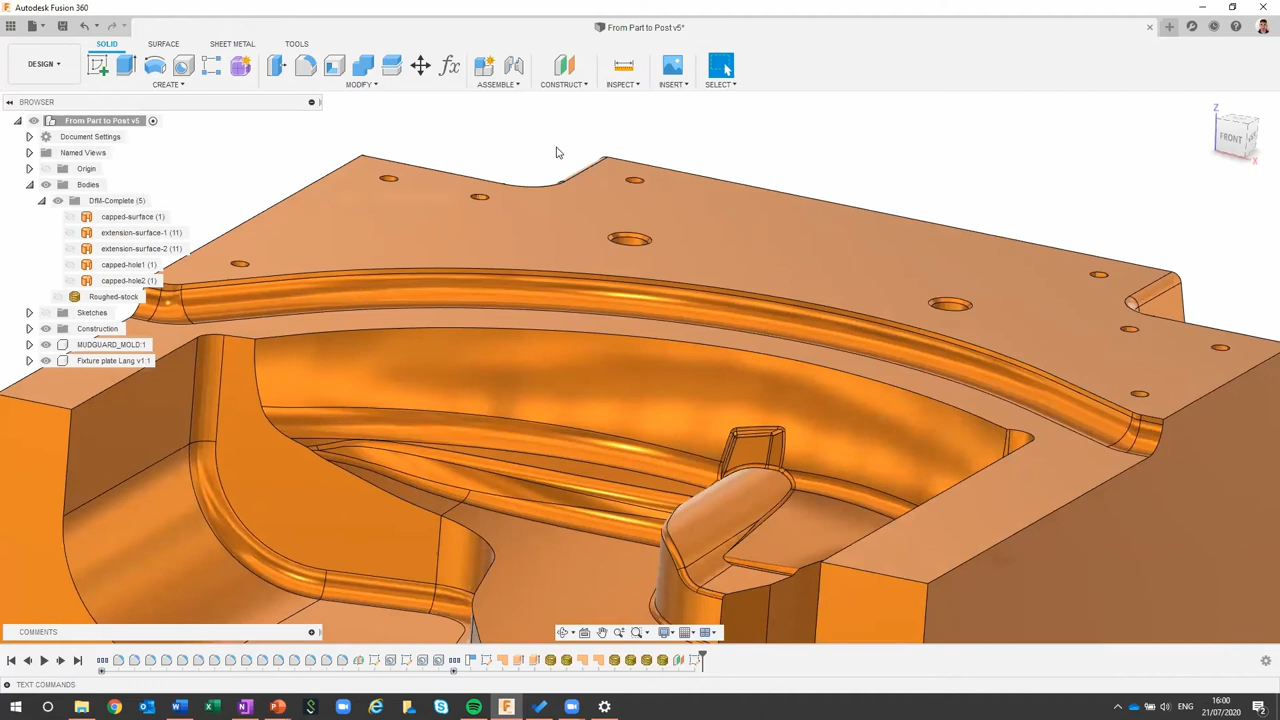 Autodesk Fusion 360
From Part to Post v5*
DESIGN
SOLID
SURFACE
SHEET METAL
TOOLS
CREATE
MODIFY
ASSEMBLE
CONSTRUCT
INSPECT
INSERT
SELECT
BROWSER
From Part to Post v5
Document Settings
Named Views
Origin
Bodies
DfM-Complete (5)
capped-surface (1)
extension-surface-1 (11)
extension-surface-2 (11)
capped-hole1 (1)
capped-hole2 (1)
Roughed-stock
Sketches
Construction
MUDGUARD_MOLD:1
Fixture plate Lang v1:1
Z
FRONT
X
COMMENTS
TEXT COMMANDS
ENG
16:00
21/07/2020